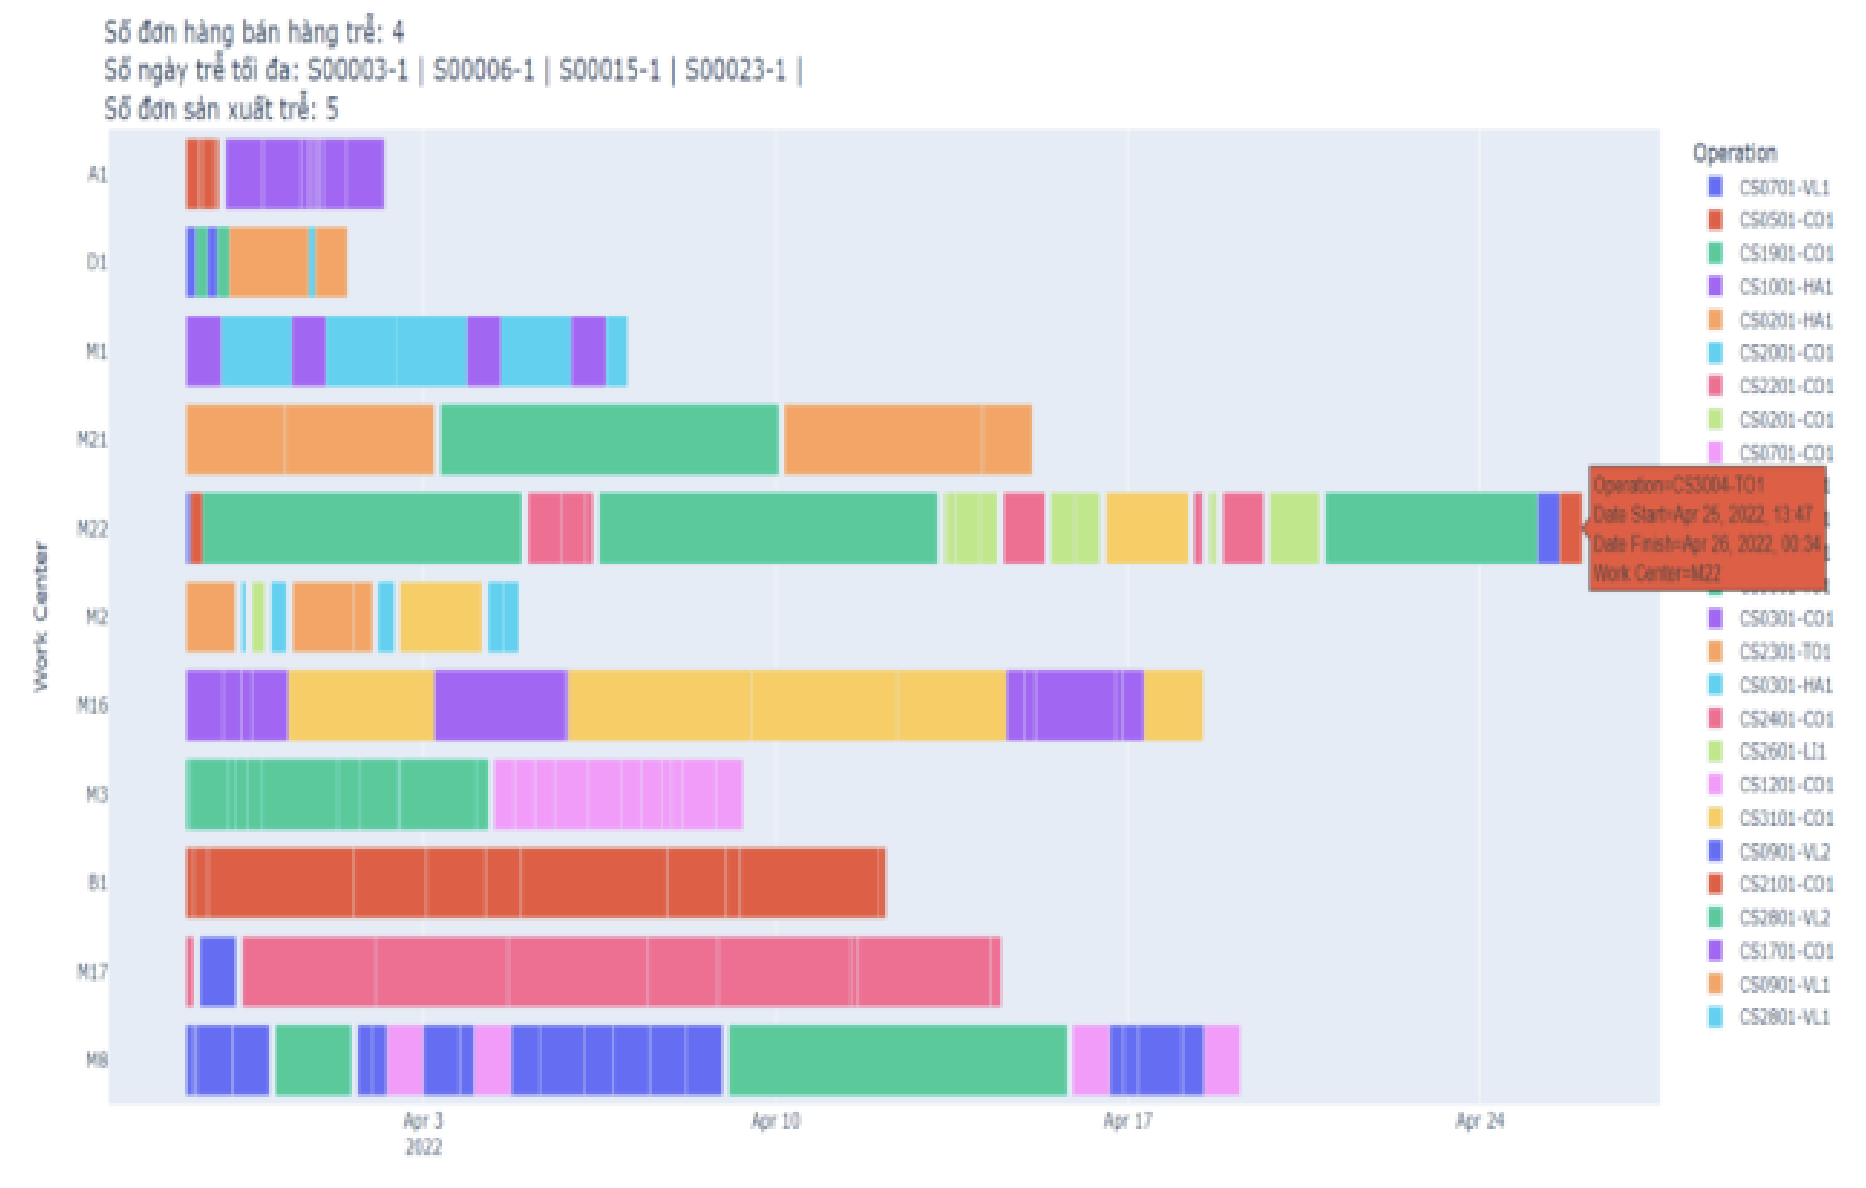 Số đơn hàng bán hàng trễ: 4
Số ngày trễ tối đa: S00003-1 | S00006-1 | S00015-1 | S00023-1 |
Số đơn sản xuất trễ: 5
Work Center
A1
D1
M1
M21
M22
M2
M16
M3
B1
M17
M8
Apr 3
2022
Apr 10
Apr 17
Apr 24
Operation
CS0701-VL1
CS0501-CO1
CS1901-CO1
CS1001-HA1
CS0201-HA1
CS2001-CO1
CS2201-CO1
CS0201-CO1
CS0701-CO1
Operation=CS3004-TO1
Date Start=Apr 25, 2022, 13:47
Date Finish=Apr 26, 2022, 00:34
Work Center=M22
CS0301-CO1
CS2301-TO1
CS0301-HA1
CS2401-CO1
CS2601-LI1
CS1201-CO1
CS3101-CO1
CS0901-VL2
CS2101-CO1
CS2801-VL2
CS1701-CO1
CS0901-VL1
CS2801-VL1